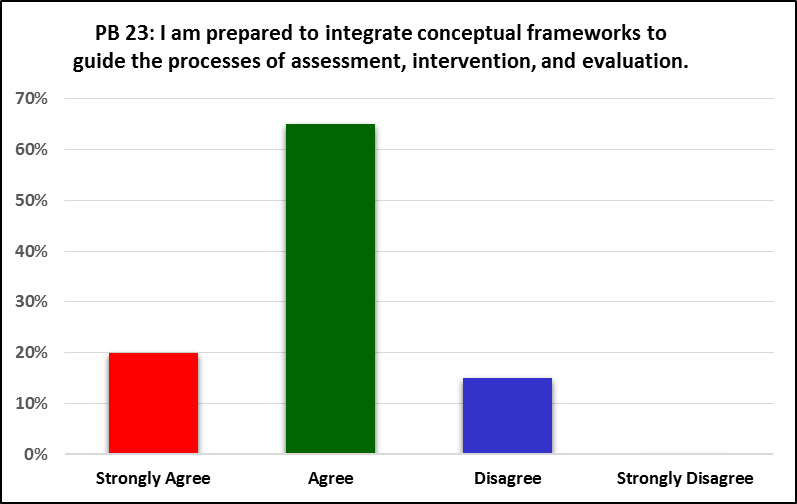 PB 23: I am prepared to integrate conceptual frameworks to
guide the processes of assessment, intervention, and evaluation.
70%
60%
50%
40%
30%
20%
10%
0%
Strongly Agree
Agree
Disagree
Strongly Disagree